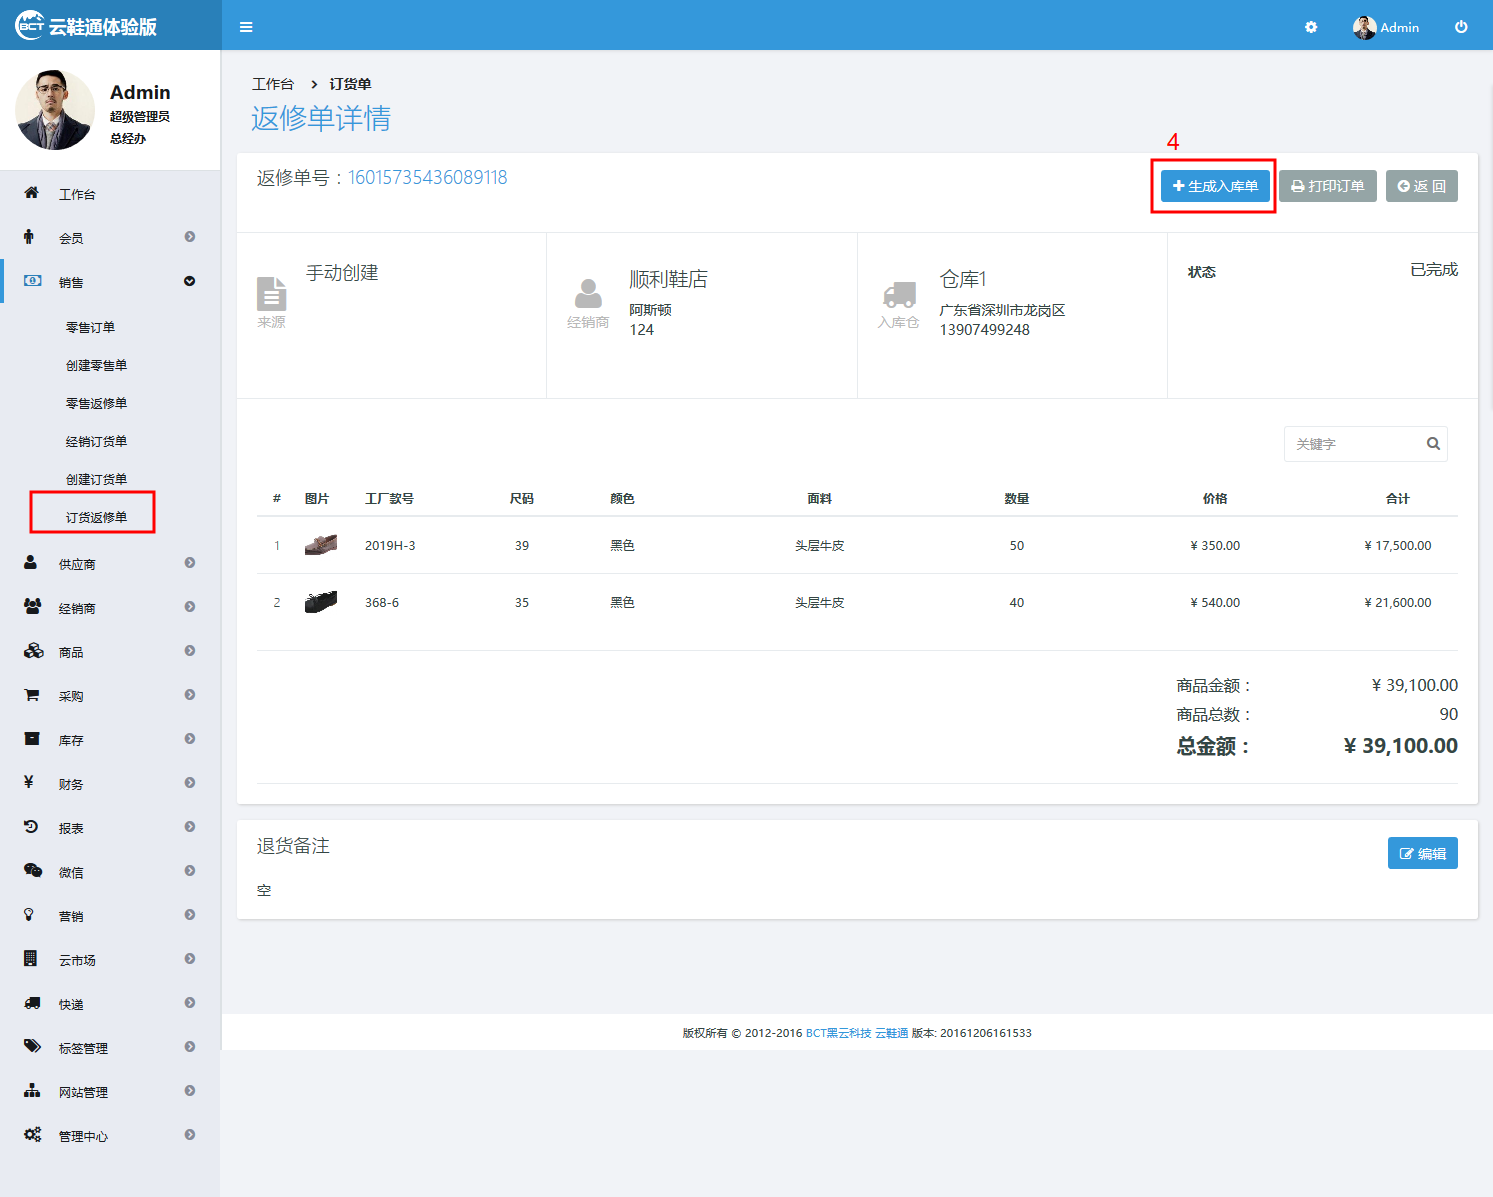 BCT 云鞋通体验版
Admin
Admin
超级管理员
总经办
工作台
会员
销售
零售订单
创建零售单
零售返修单
经销订货单
创建订货单
订货返修单
供应商
经销商
商品
采购
库存
¥ 财务
报表
微信
营销
云市场
快递
标签管理
网站管理
管理中心
工作台 > 订货单
返修单详情
4
返修单号：16015735436089118
生成入库单 打印订单 返 回
手动创建
来源
顺利鞋店
阿斯顿
124
经销商
仓库1
广东省深圳市龙岗区
13907499248
入库仓
状态 已完成
关键字
# 图片 工厂款号 尺码 颜色 面料 数量 价格 合计
1 2019H-3 39 黑色 头层牛皮 50 ¥ 350.00 ¥ 17,500.00
2 368-6 35 黑色 头层牛皮 40 ¥ 540.00 ¥ 21,600.00
商品金额： ¥ 39,100.00
商品总数： 90
总金额： ¥ 39,100.00
退货备注
编辑
空
版权所有 © 2012-2016 BCT黑云科技 云鞋通 版本: 20161206161533